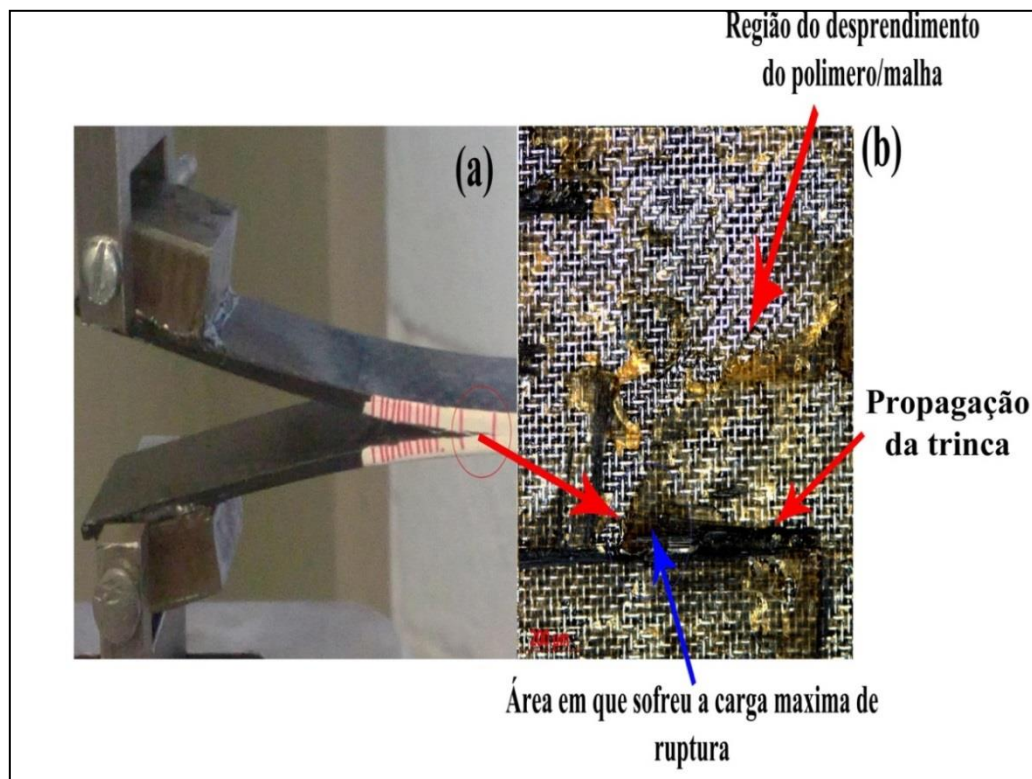 Região do desprendimento
do polimero/malha
(a)
(b)
Propagação
da trinca
Área em que sofreu a carga maxima de
ruptura